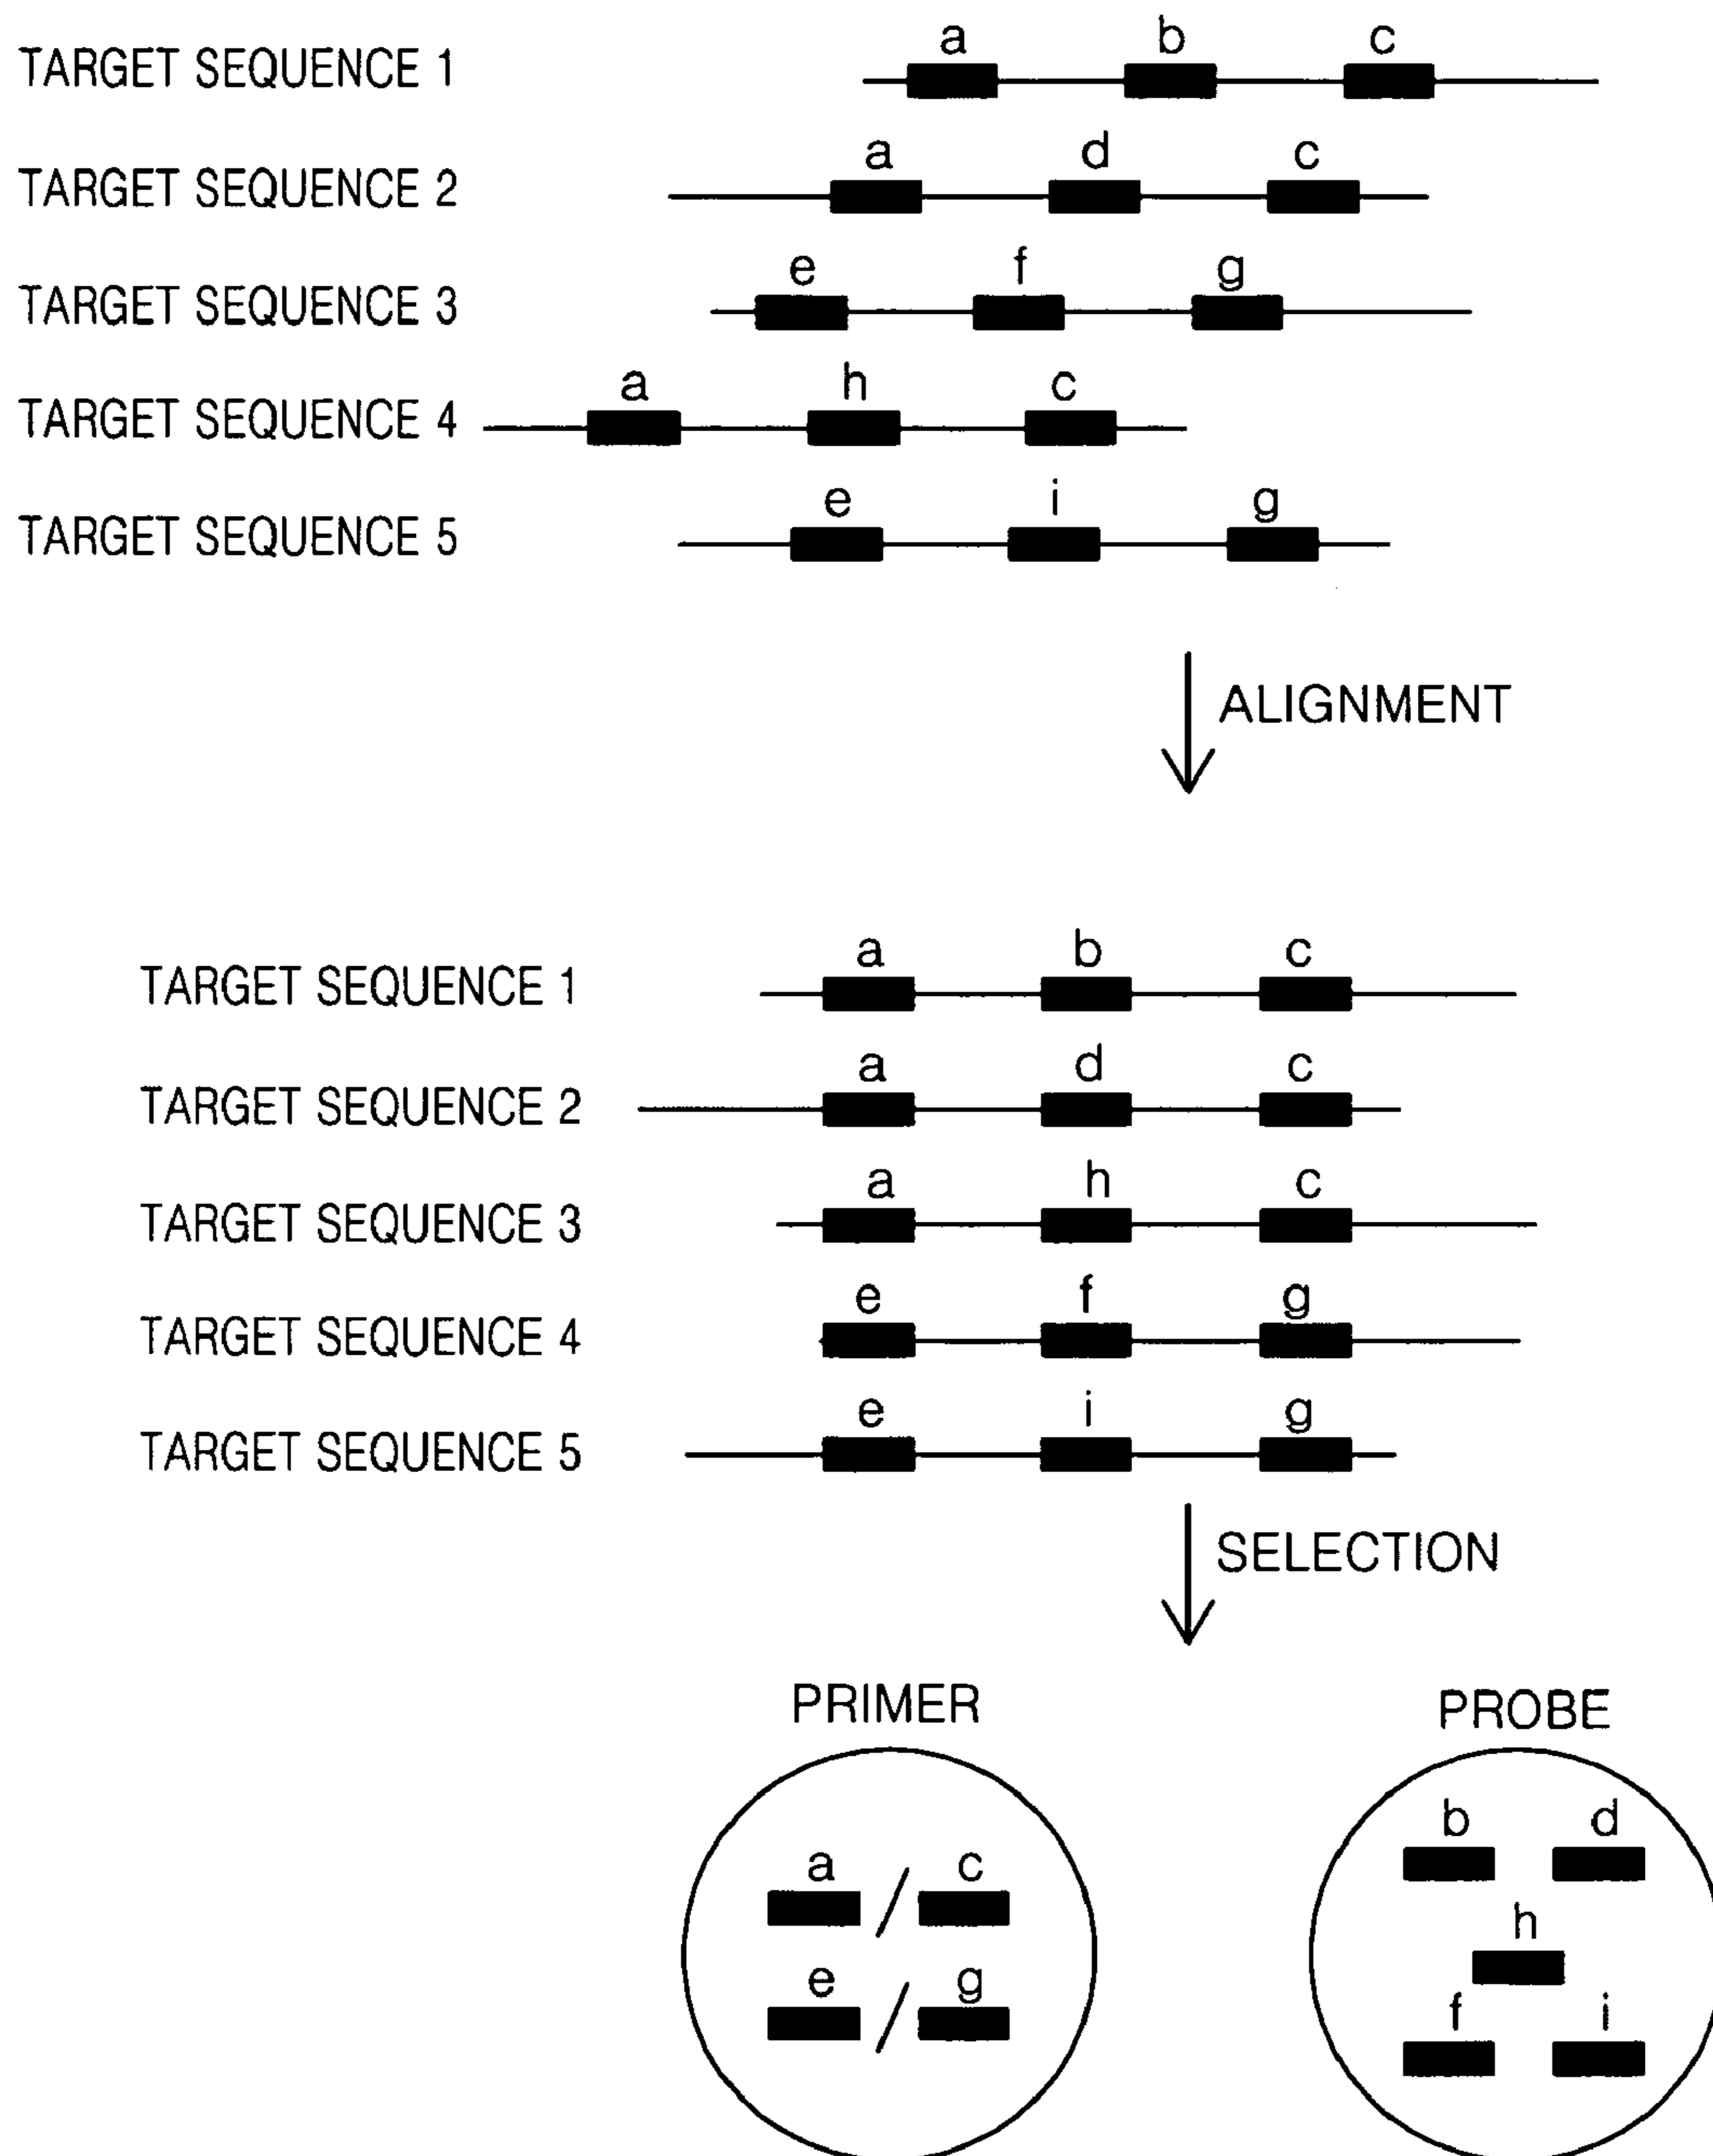 a b c
TARGET SEQUENCE 1
a d c
TARGET SEQUENCE 2
e f g
TARGET SEQUENCE 3
a h c
TARGET SEQUENCE 4
e i g
TARGET SEQUENCE 5
ALIGNMENT
a b c
TARGET SEQUENCE 1
a d c
TARGET SEQUENCE 2
a h c
TARGET SEQUENCE 3
e f g
TARGET SEQUENCE 4
e i g
TARGET SEQUENCE 5
SELECTION
PRIMER
a / c
e / g
PROBE
b d
h
f i